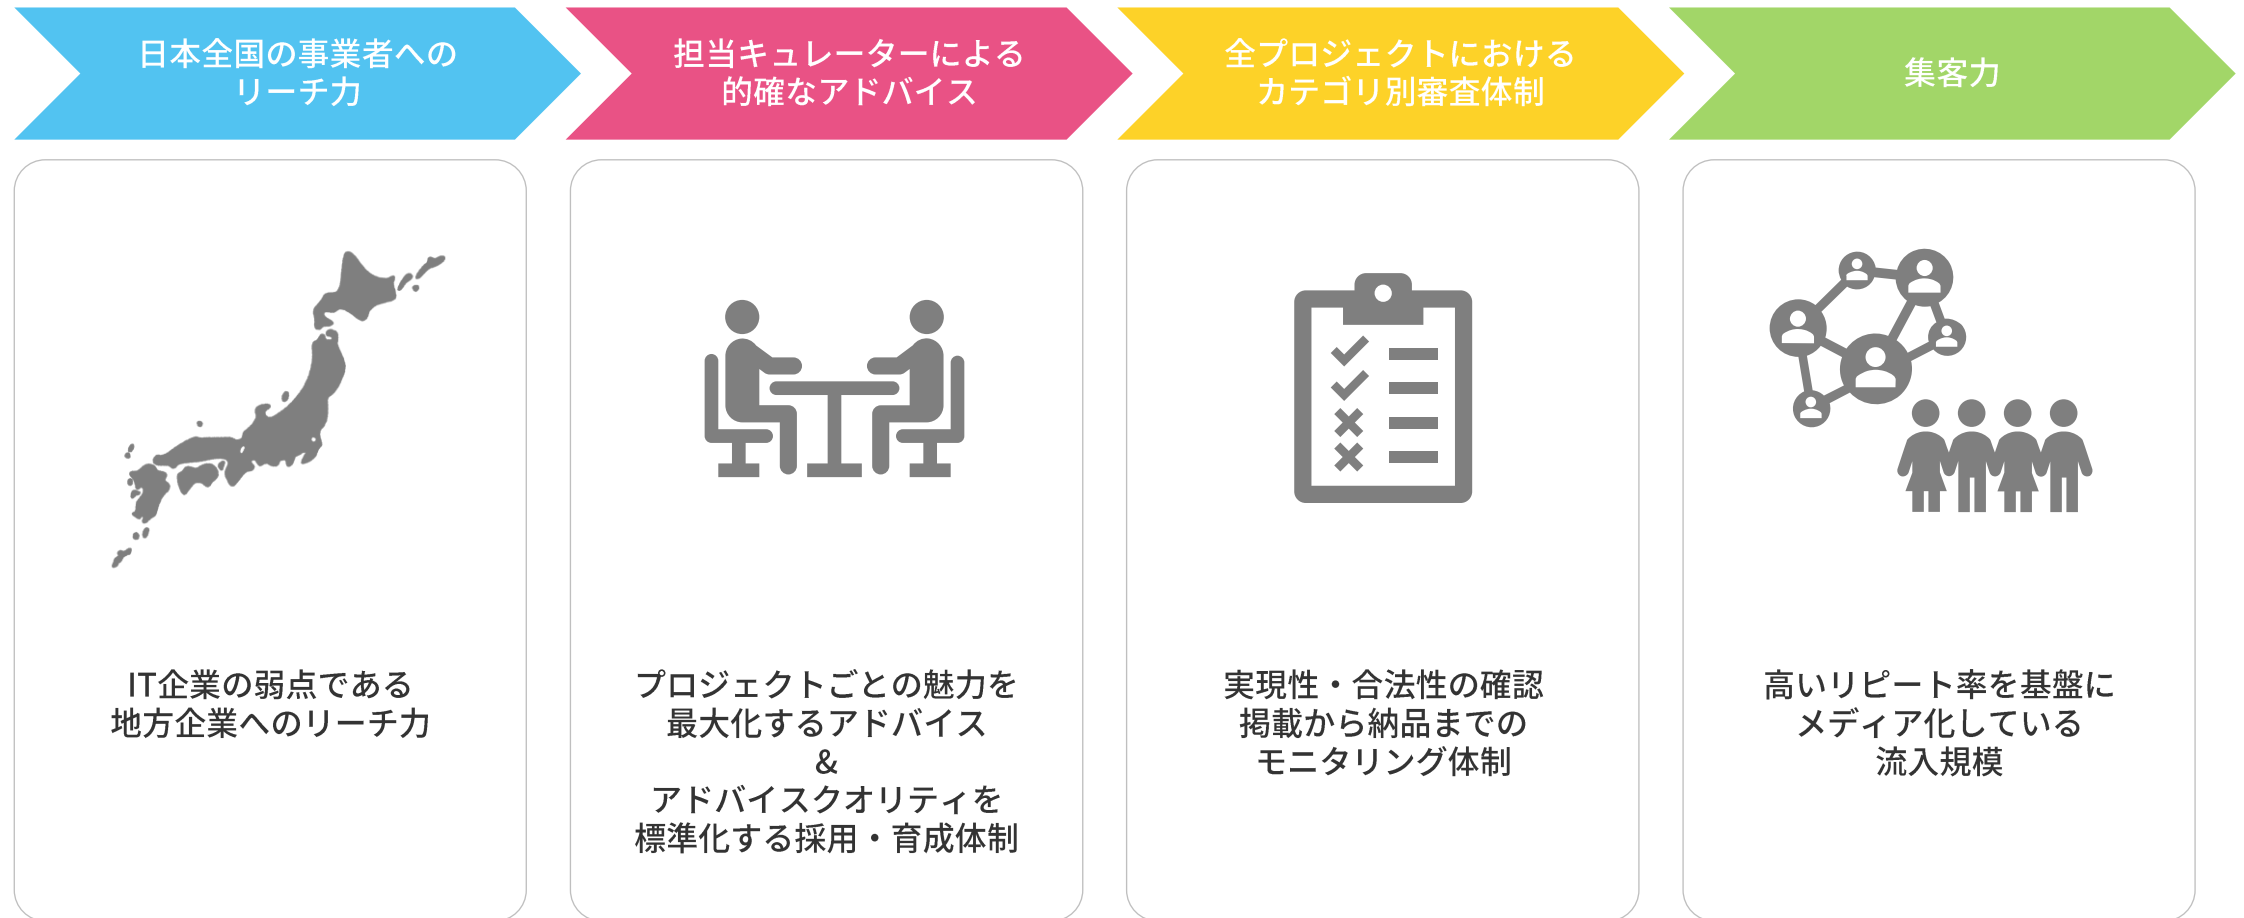 日本全国の事業者への
リーチ力
担当キュレーターによる
的確なアドバイス
全プロジェクトにおける
カテゴリ別審査体制
集客力
IT企業の弱点である
地方企業へのリーチ力
プロジェクトごとの魅力を
最大化するアドバイス
&
アドバイスクオリティを
標準化する採用・育成体制
実現性・合法性の確認
掲載から納品までの
モニタリング体制
高いリピート率を基盤に
メディア化している
流入規模